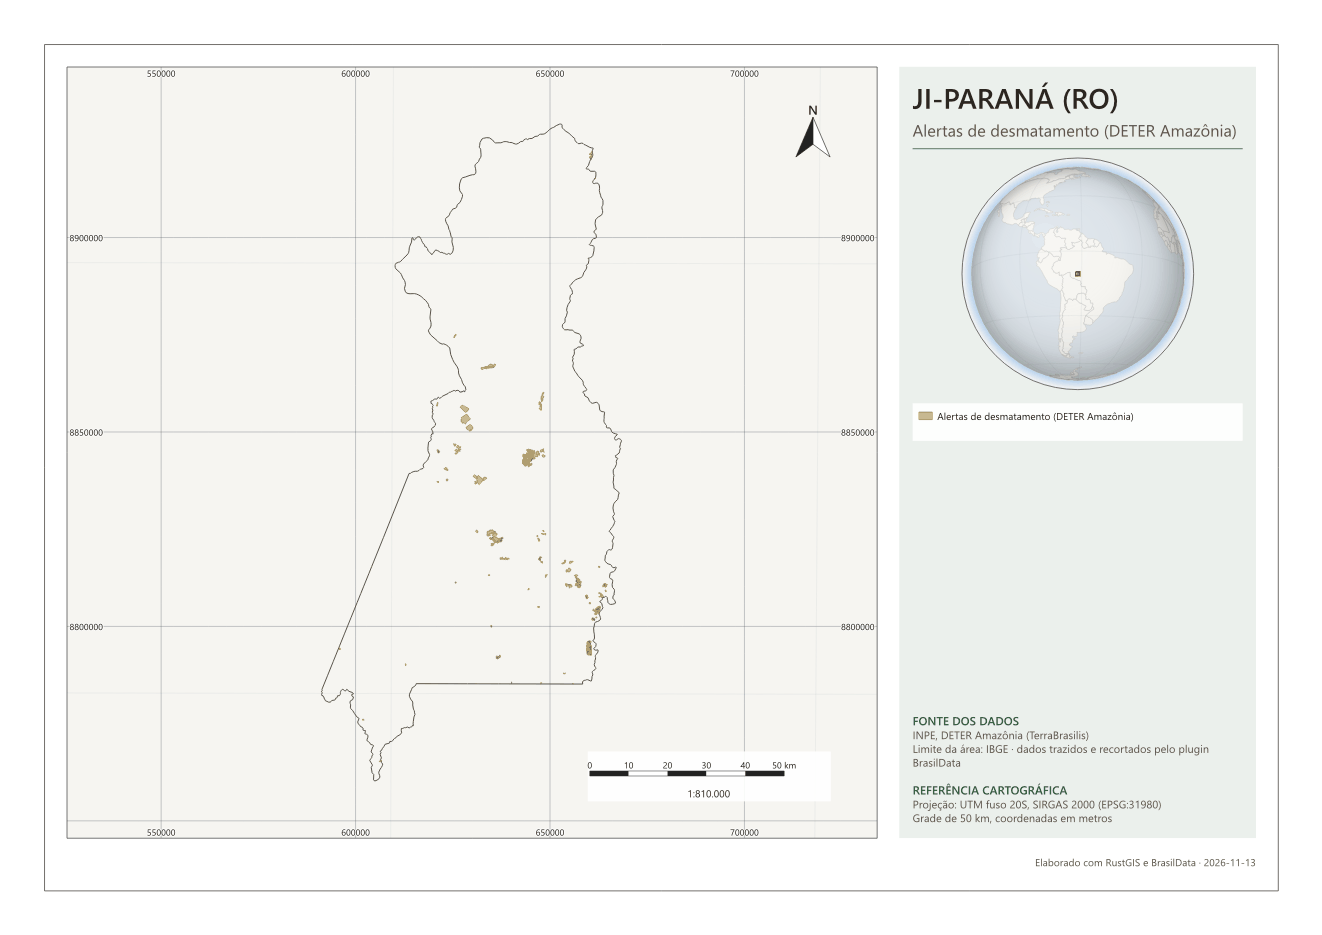 550000 600000 650000 700000
N
8900000 8900000
8850000 8850000
8800000 8800000
0 10 20 30 40 50 km
1:810.000
550000 600000 650000 700000
JI-PARANÁ (RO)
Alertas de desmatamento (DETER Amazônia)
Alertas de desmatamento (DETER Amazônia)
FONTE DOS DADOS
INPE, DETER Amazônia (TerraBrasilis)
Limite da área: IBGE · dados trazidos e recortados pelo plugin
BrasilData
REFERÊNCIA CARTOGRÁFICA
Projeção: UTM fuso 20S, SIRGAS 2000 (EPSG:31980)
Grade de 50 km, coordenadas em metros
Elaborado com RustGIS e BrasilData · 2026-11-13